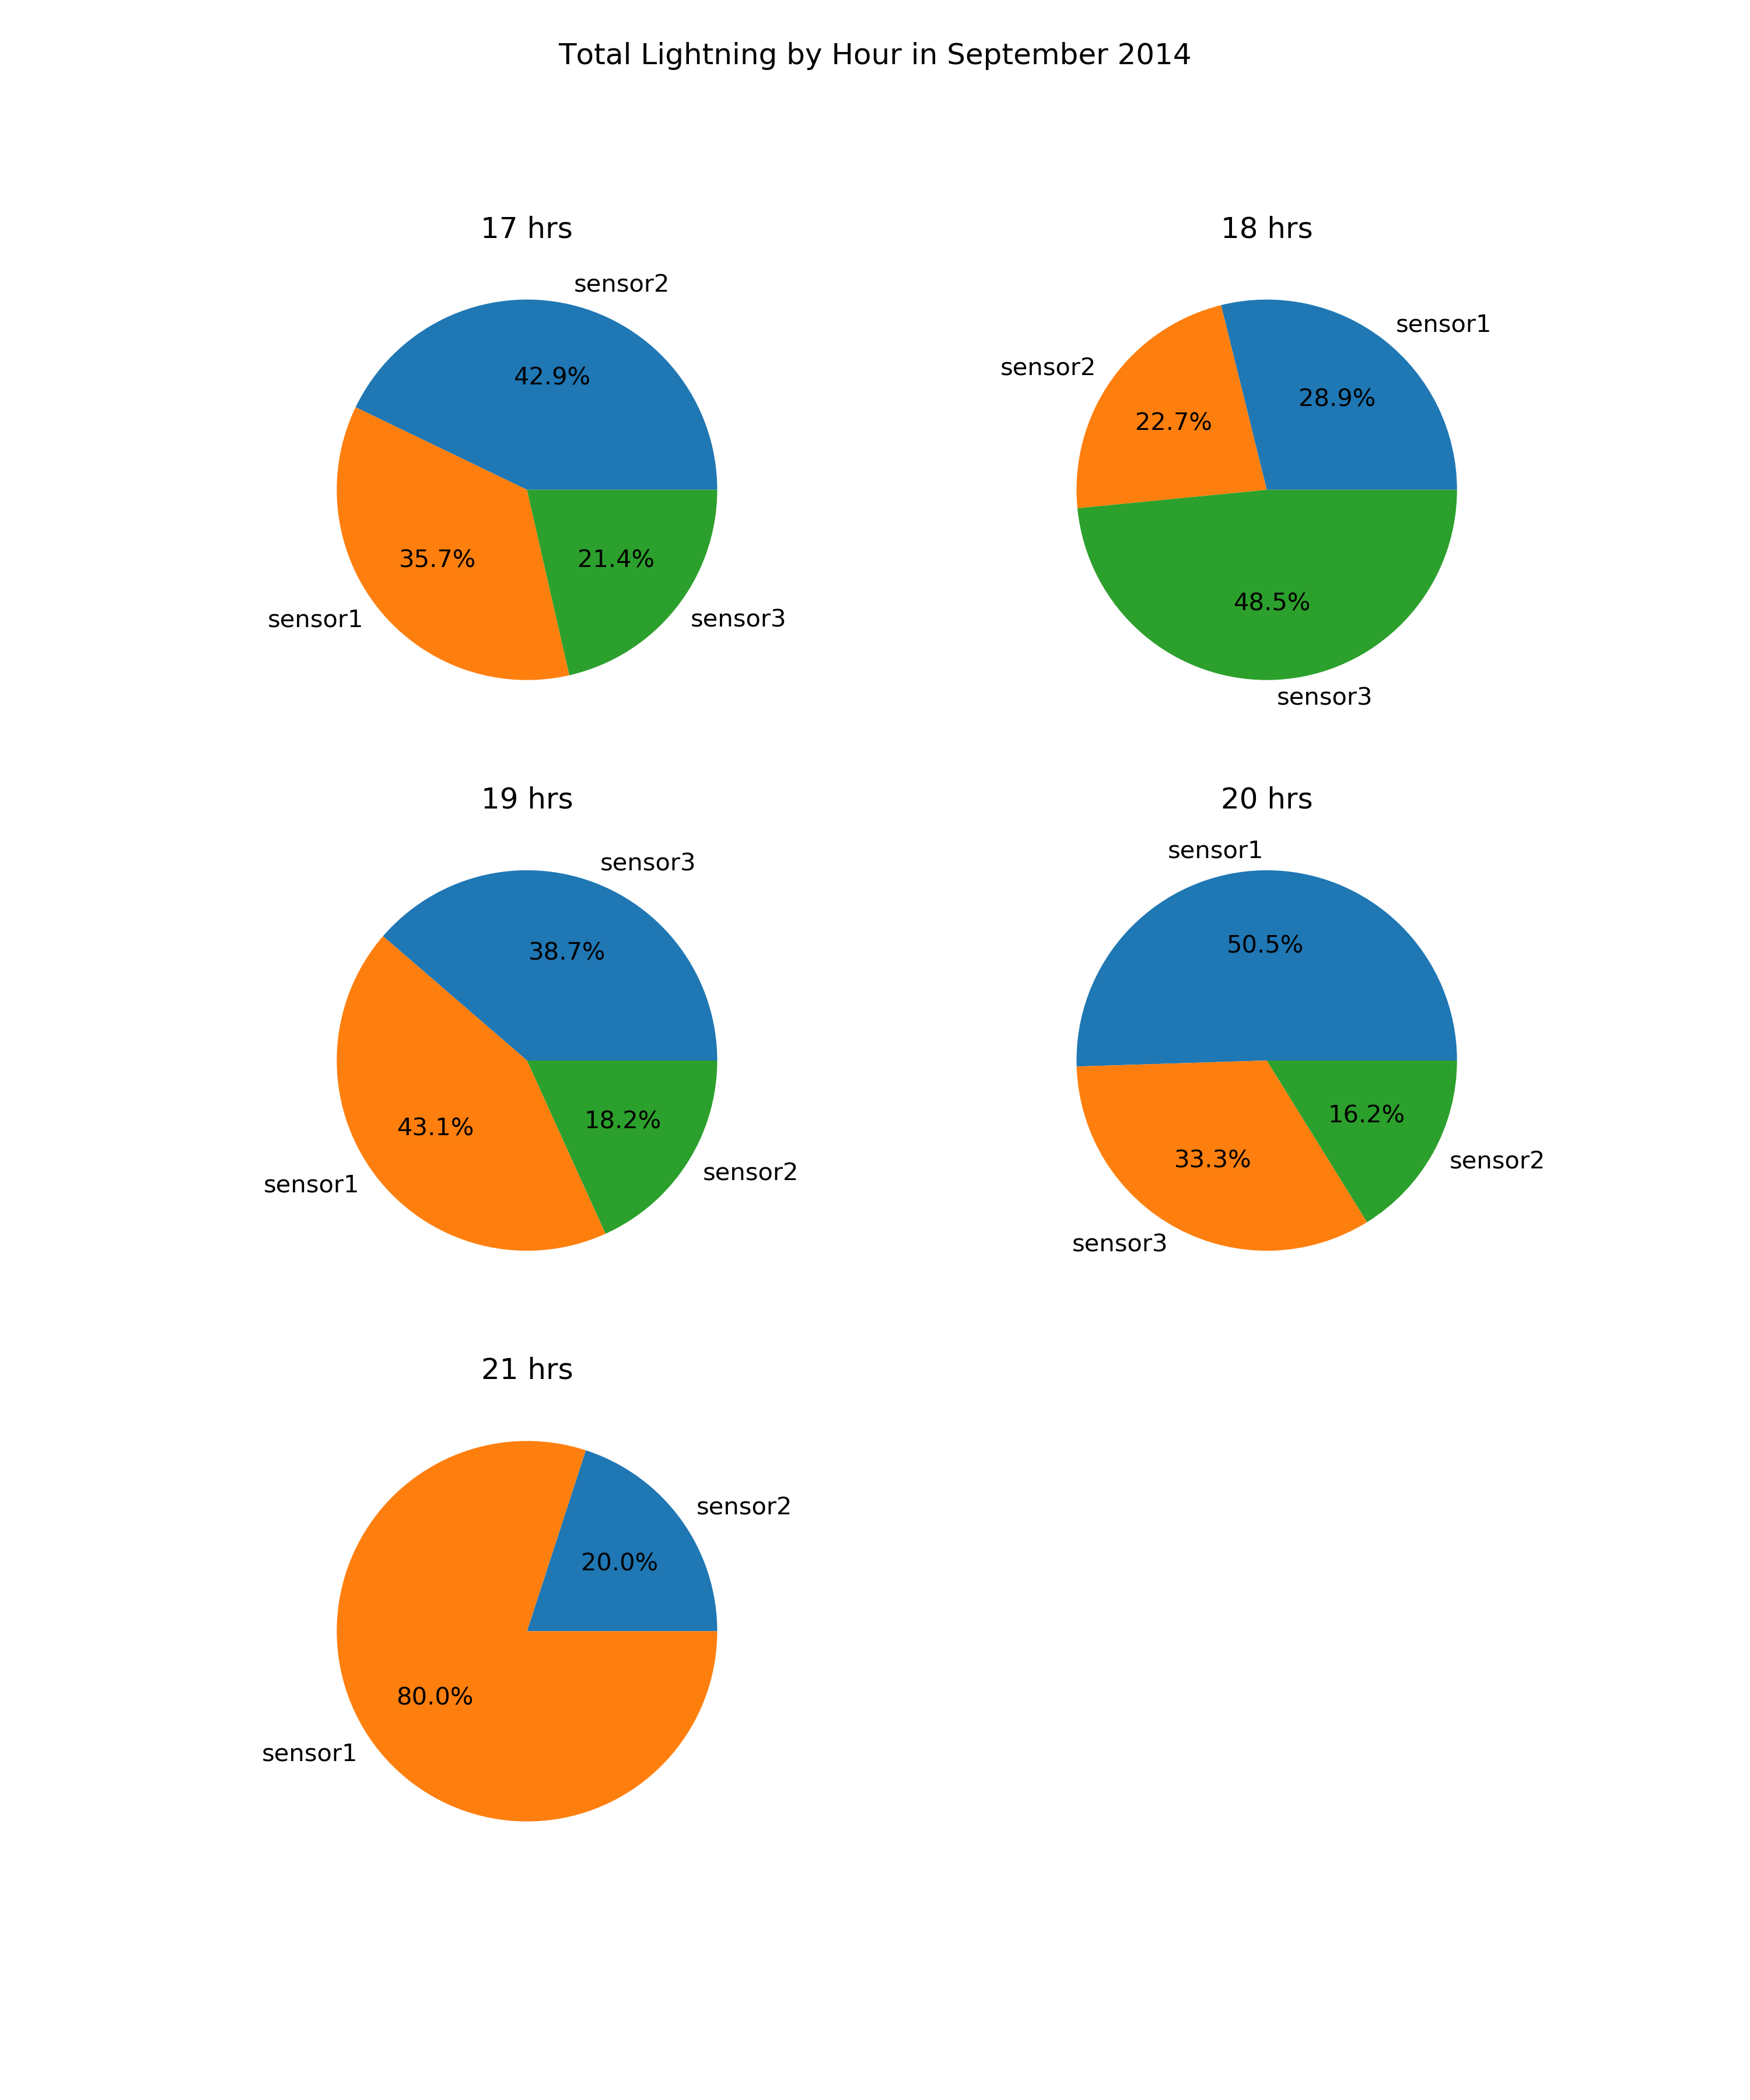 Total Lightning by Hour in September 2014
17 hrs
sensor2
42.9%
35.7%
21.4%
sensor1
sensor3
18 hrs
sensor1
sensor2
28.9%
22.7%
48.5%
sensor3
19 hrs
sensor3
38.7%
43.1%
18.2%
sensor1
sensor2
20 hrs
sensor1
50.5%
16.2%
33.3%
sensor2
sensor3
21 hrs
sensor2
20.0%
80.0%
sensor1